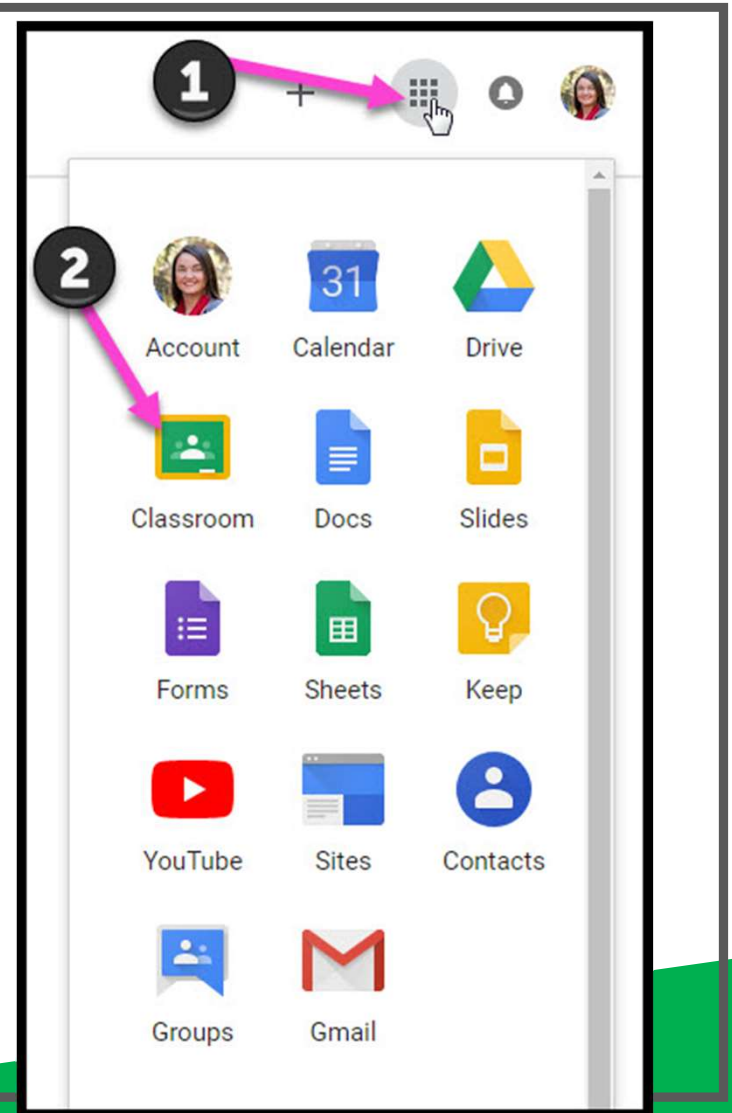 1
2
31
Account Calendar Drive
Classroom Docs Slides
Forms Sheets Keep
YouTube Sites Contacts
Groups Gmail